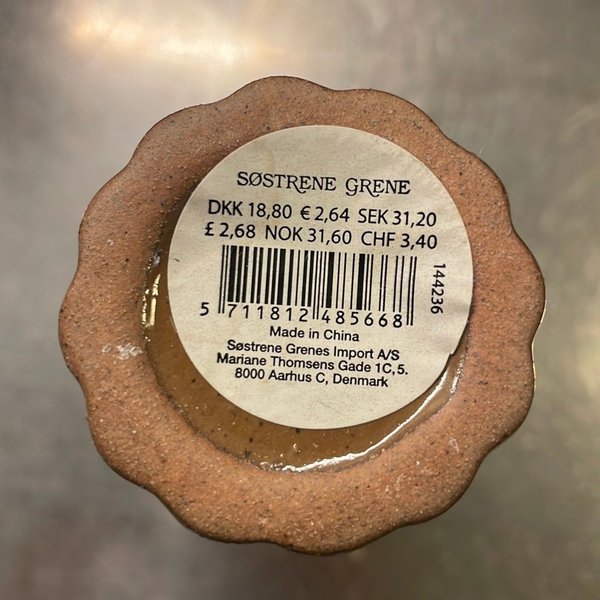 SØSTRENE GRENE
DKK 18,80 € 2,64 SEK 31,20
£ 2,68 NOK 31,60 CHF 3,40
144236
5 711812 485668
Made in China
Søstrene Grenes Import A/S
Mariane Thomsens Gade 1C, 5.
8000 Aarhus C, Denmark